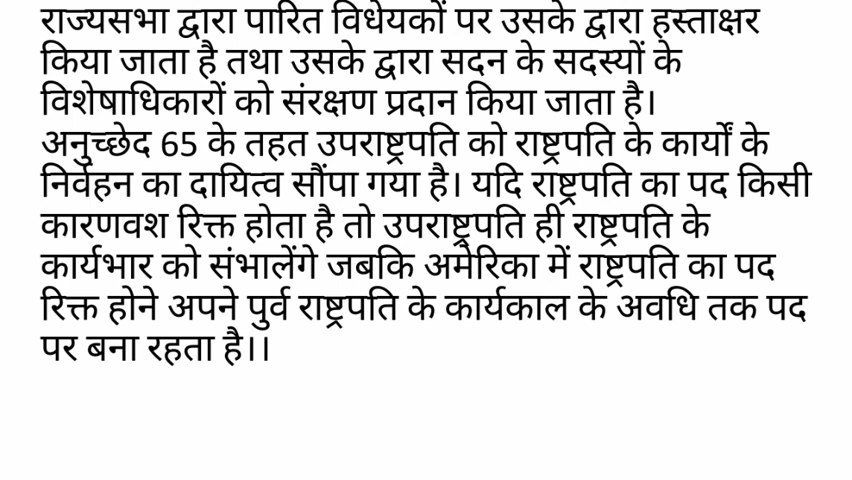 राज्यसभा द्वारा पारित विधेयकों पर उसके द्वारा हस्ताक्षर
किया जाता है तथा उसके द्वारा सदन के सदस्यों के
विशेषाधिकारों को संरक्षण प्रदान किया जाता है।
अनुच्छेद 65 के तहत उपराष्ट्रपति को राष्ट्रपति के कार्यों के
निर्वहन का दायित्व सौंपा गया है। यदि राष्ट्रपति का पद किसी
कारणवश रिक्त होता है तो उपराष्ट्रपति ही राष्ट्रपति के
कार्यभार को संभालेंगे जबकि अमेरिका में राष्ट्रपति का पद
रिक्त होने अपने पुर्व राष्ट्रपति के कार्यकाल के अवधि तक पद
पर बना रहता है।।